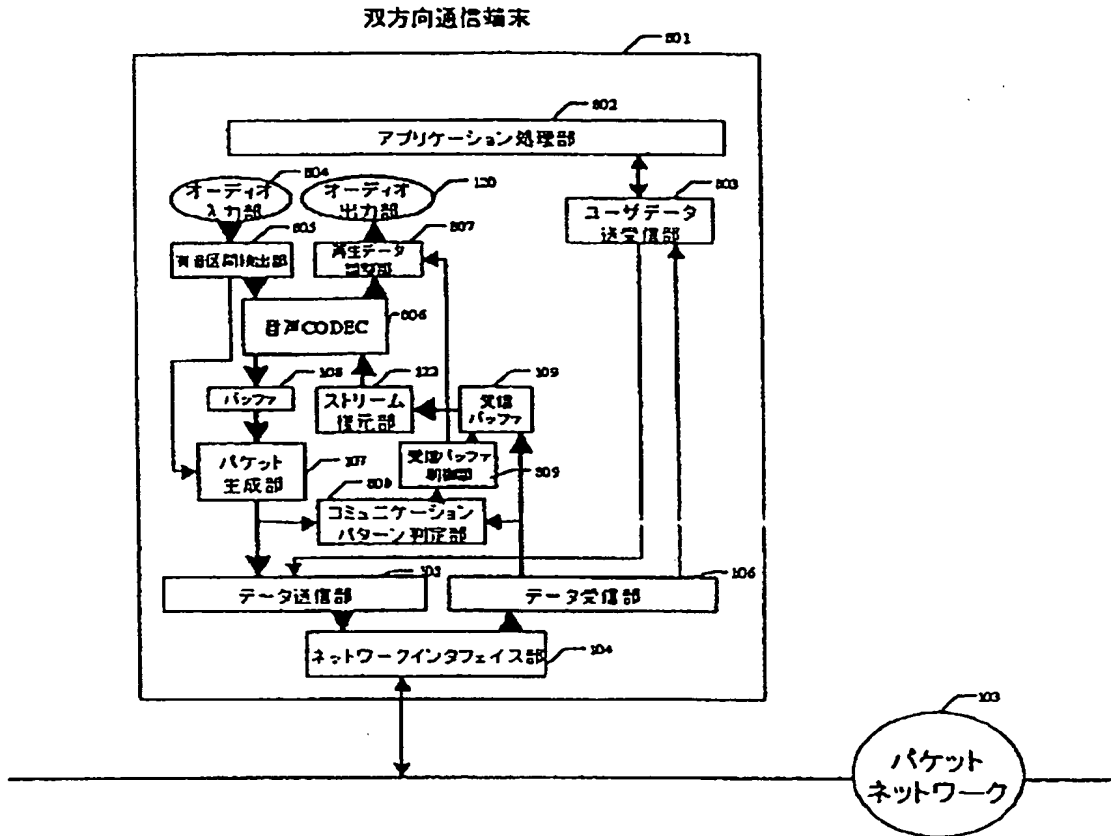 双方向通信端末
801
802
アプリケーション処理部
804
オーディオ
入力部
120
オーディオ
出力部
803
ユーザデータ
送受信部
805
有音区間検出部
807
再生データ
調整部
音声CODEC
806
108
バッファ
122
ストリーム
復元部
109
受信
バッファ
パケット
生成部
107
受信バッファ
制御部
809
808
コミュニケーション
パターン判定部
データ送信部
106
データ受信部
ネットワークインタフェイス部
104
103
パケット
ネットワーク